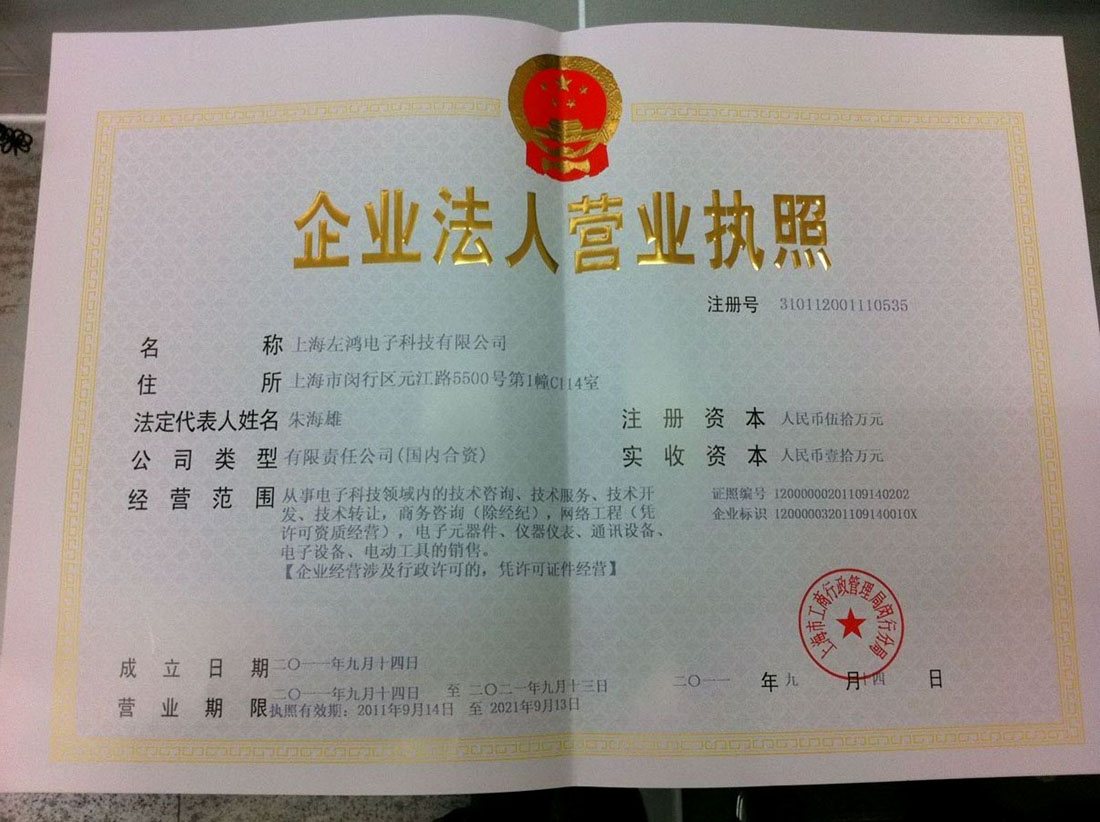 企业法人营业执照
注册号 310112001110535
名称 上海左鸿电子科技有限公司
住所 上海市闵行区元江路5500号第1幢C114室
法定代表人姓名 朱海雄
注册资本 人民币伍拾万元
公司类型 有限责任公司(国内合资)
实收资本 人民币壹拾万元
经营范围 从事电子科技领域内的技术咨询、技术服务、技术开
发、技术转让，商务咨询（除经纪），网络工程（凭
许可资质经营），电子元器件、仪器仪表、通讯设备、
电子设备、电动工具的销售。
【企业经营涉及行政许可的，凭许可证件经营】
证照编号 12000000201109140202
企业标识 12000003201109140010X
上海市工商行政管理局闵行分局
成立日期 二〇一一年九月十四日
营业期限 二〇一一年九月十四日 至 二〇二一年九月十三日
执照有效期：2011年9月14日 至 2021年9月13日
二〇一一 年 九 月 十四 日